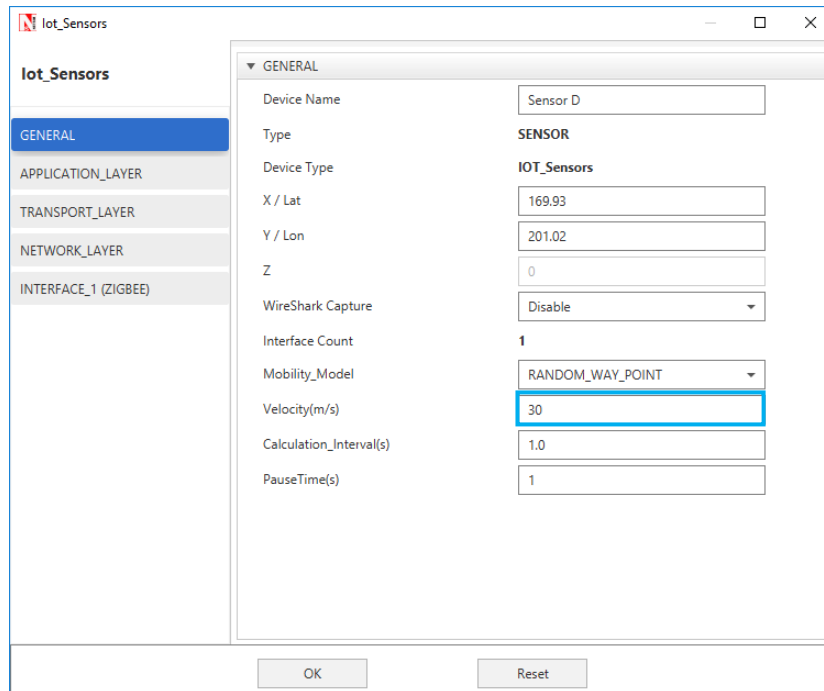 Iot_Sensors
Iot_Sensors
GENERAL
APPLICATION_LAYER
TRANSPORT_LAYER
NETWORK_LAYER
INTERFACE_1 (ZIGBEE)
GENERAL
Device Name Sensor D
Type SENSOR
Device Type IOT_Sensors
X / Lat 169.93
Y / Lon 201.02
Z 0
WireShark Capture Disable
Interface Count 1
Mobility_Model RANDOM_WAY_POINT
Velocity(m/s) 30
Calculation_Interval(s) 1.0
PauseTime(s) 1
OK Reset